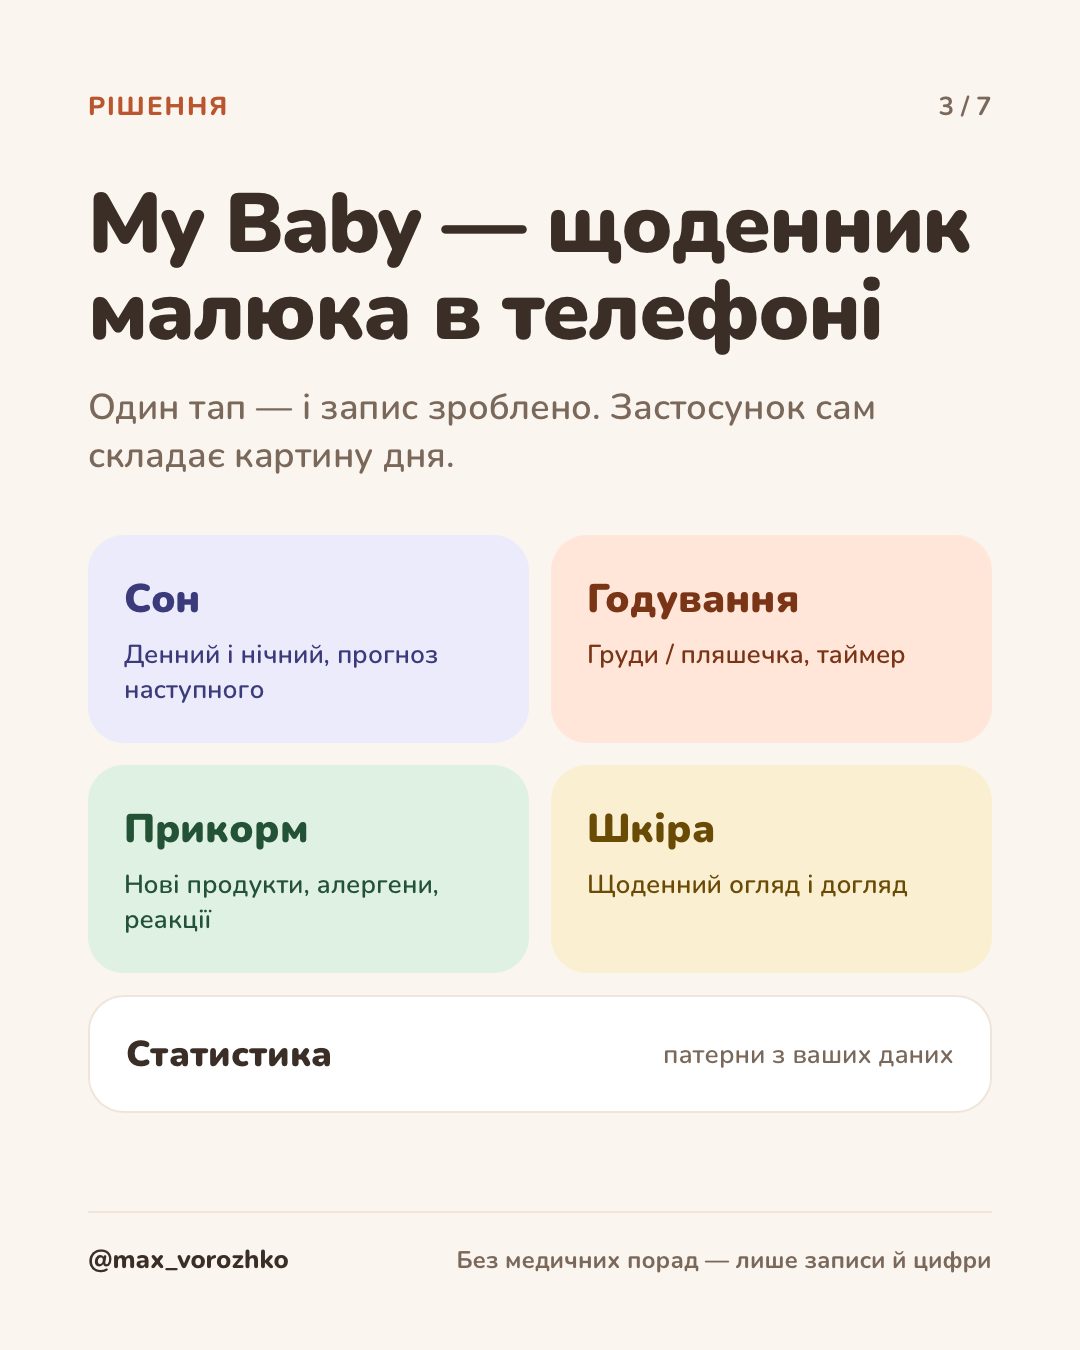 РІШЕННЯ
3 / 7
My Baby — щоденник
малюка в телефоні
Один тап — і запис зроблено. Застосунок сам
складає картину дня.
Сон
Денний і нічний, прогноз
наступного
Годування
Груди / пляшечка, таймер
Прикорм
Нові продукти, алергени,
реакції
Шкіра
Щоденний огляд і догляд
Статистика
патерни з ваших даних
@max_vorozhko
Без медичних порад — лише записи й цифри